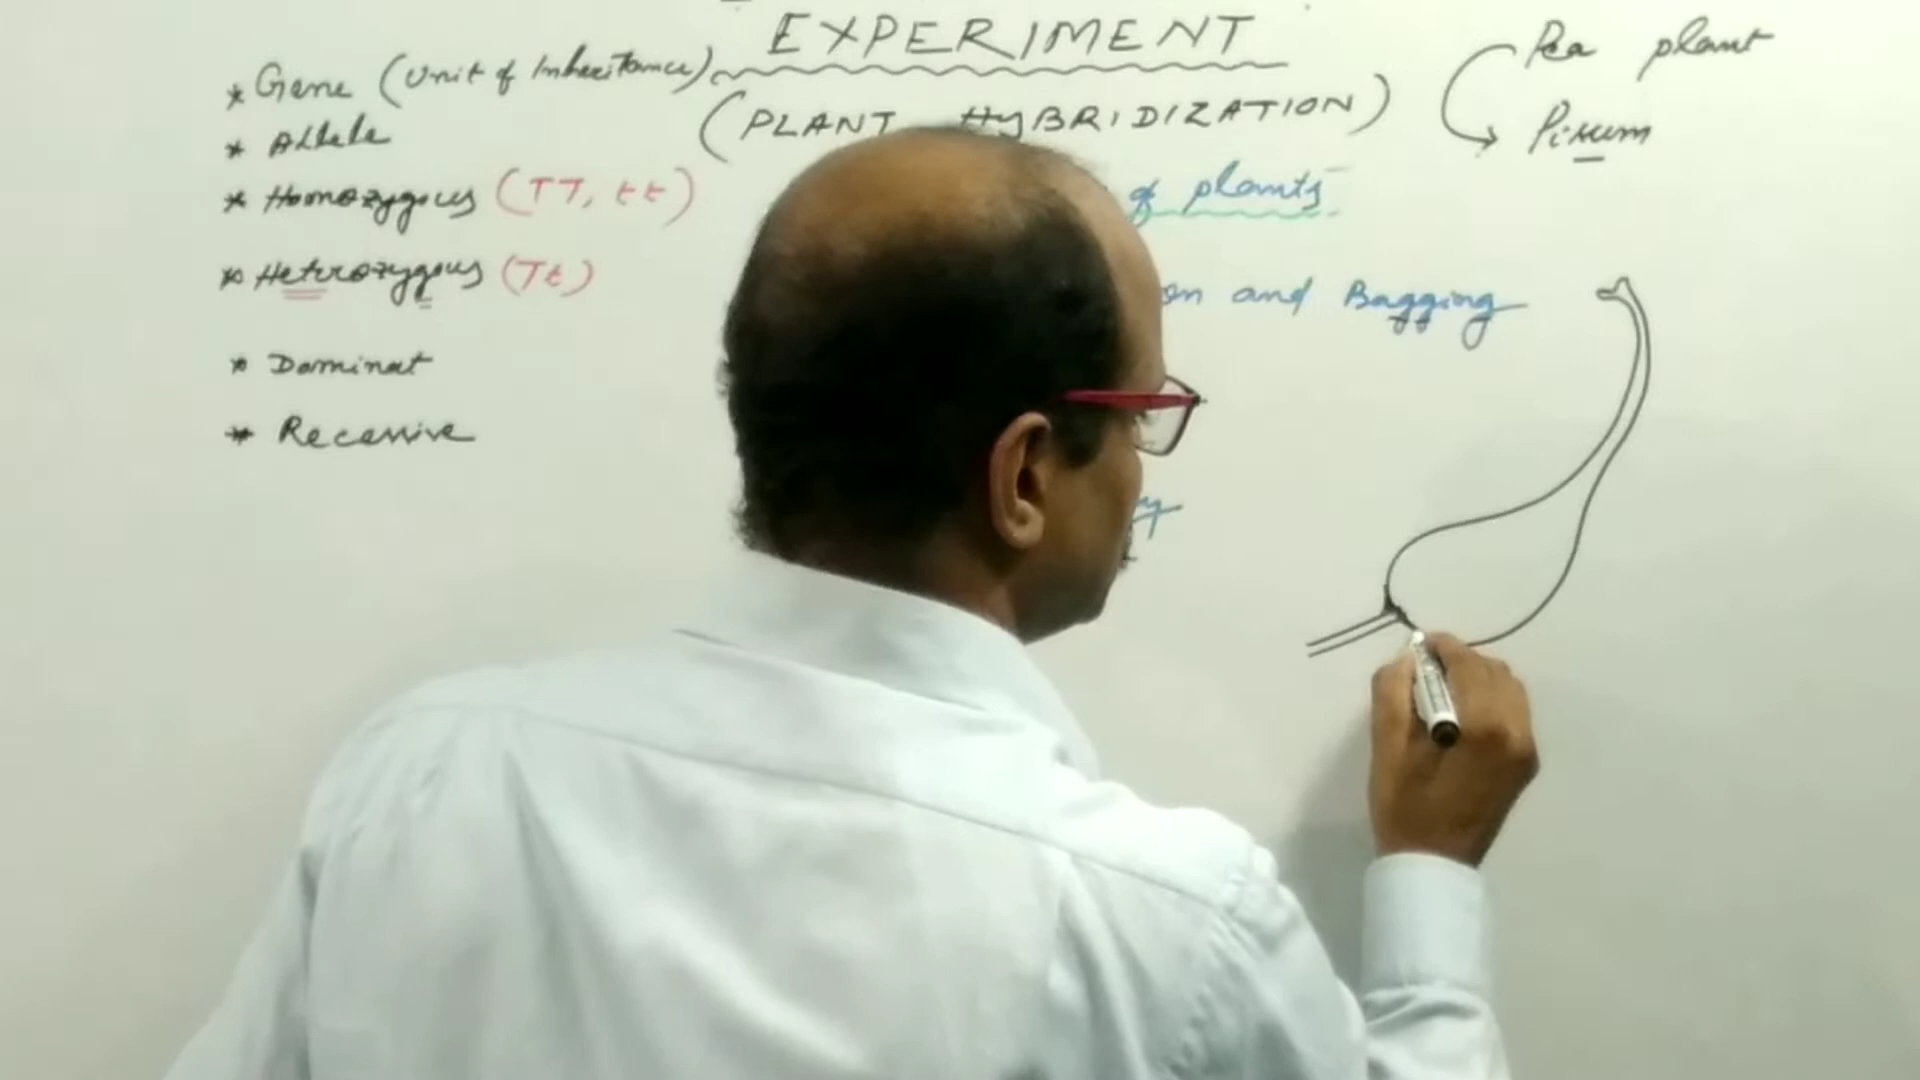 EXPERIMENT
(PLANT HYBRIDIZATION)
* Gene (Unit of Inheritance)
* Allele
* Homozygous (TT, tt)
* Heterozygous (Tt)
* Dominat
* Recessive
of plants
and Bagging
Pea plant
Pisum